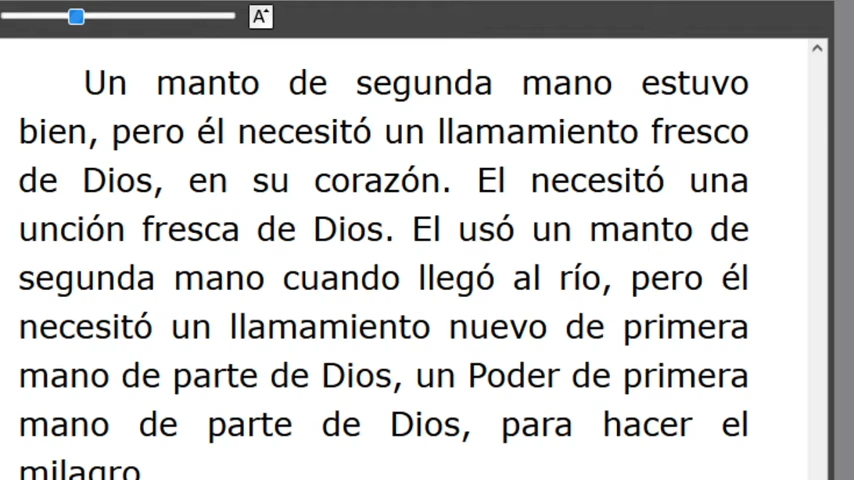 A
Un manto de segunda mano estuvo
bien, pero él necesitó un llamamiento fresco
de Dios, en su corazón. El necesitó una
unción fresca de Dios. El usó un manto de
segunda mano cuando llegó al río, pero él
necesitó un llamamiento nuevo de primera
mano de parte de Dios, un Poder de primera
mano de parte de Dios, para hacer el
milagro